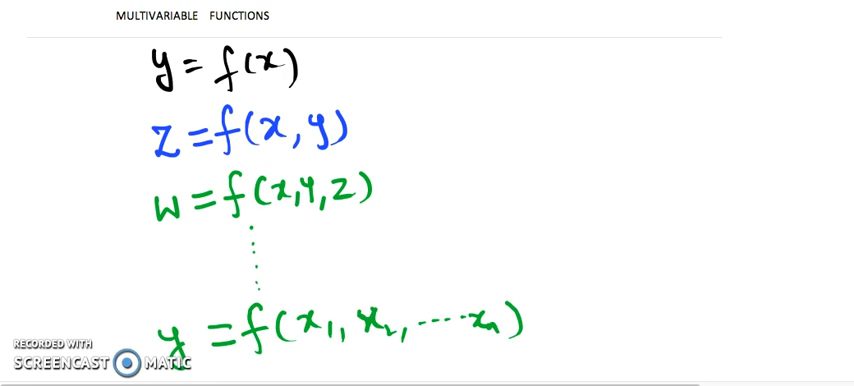 MULTIVARIABLE FUNCTIONS
y = f(x)
z = f(x, y)
w = f(x, y, z)
y = f(x₁, x₂, ....xₙ)
RECORDED WITH
SCREENCAST MATIC